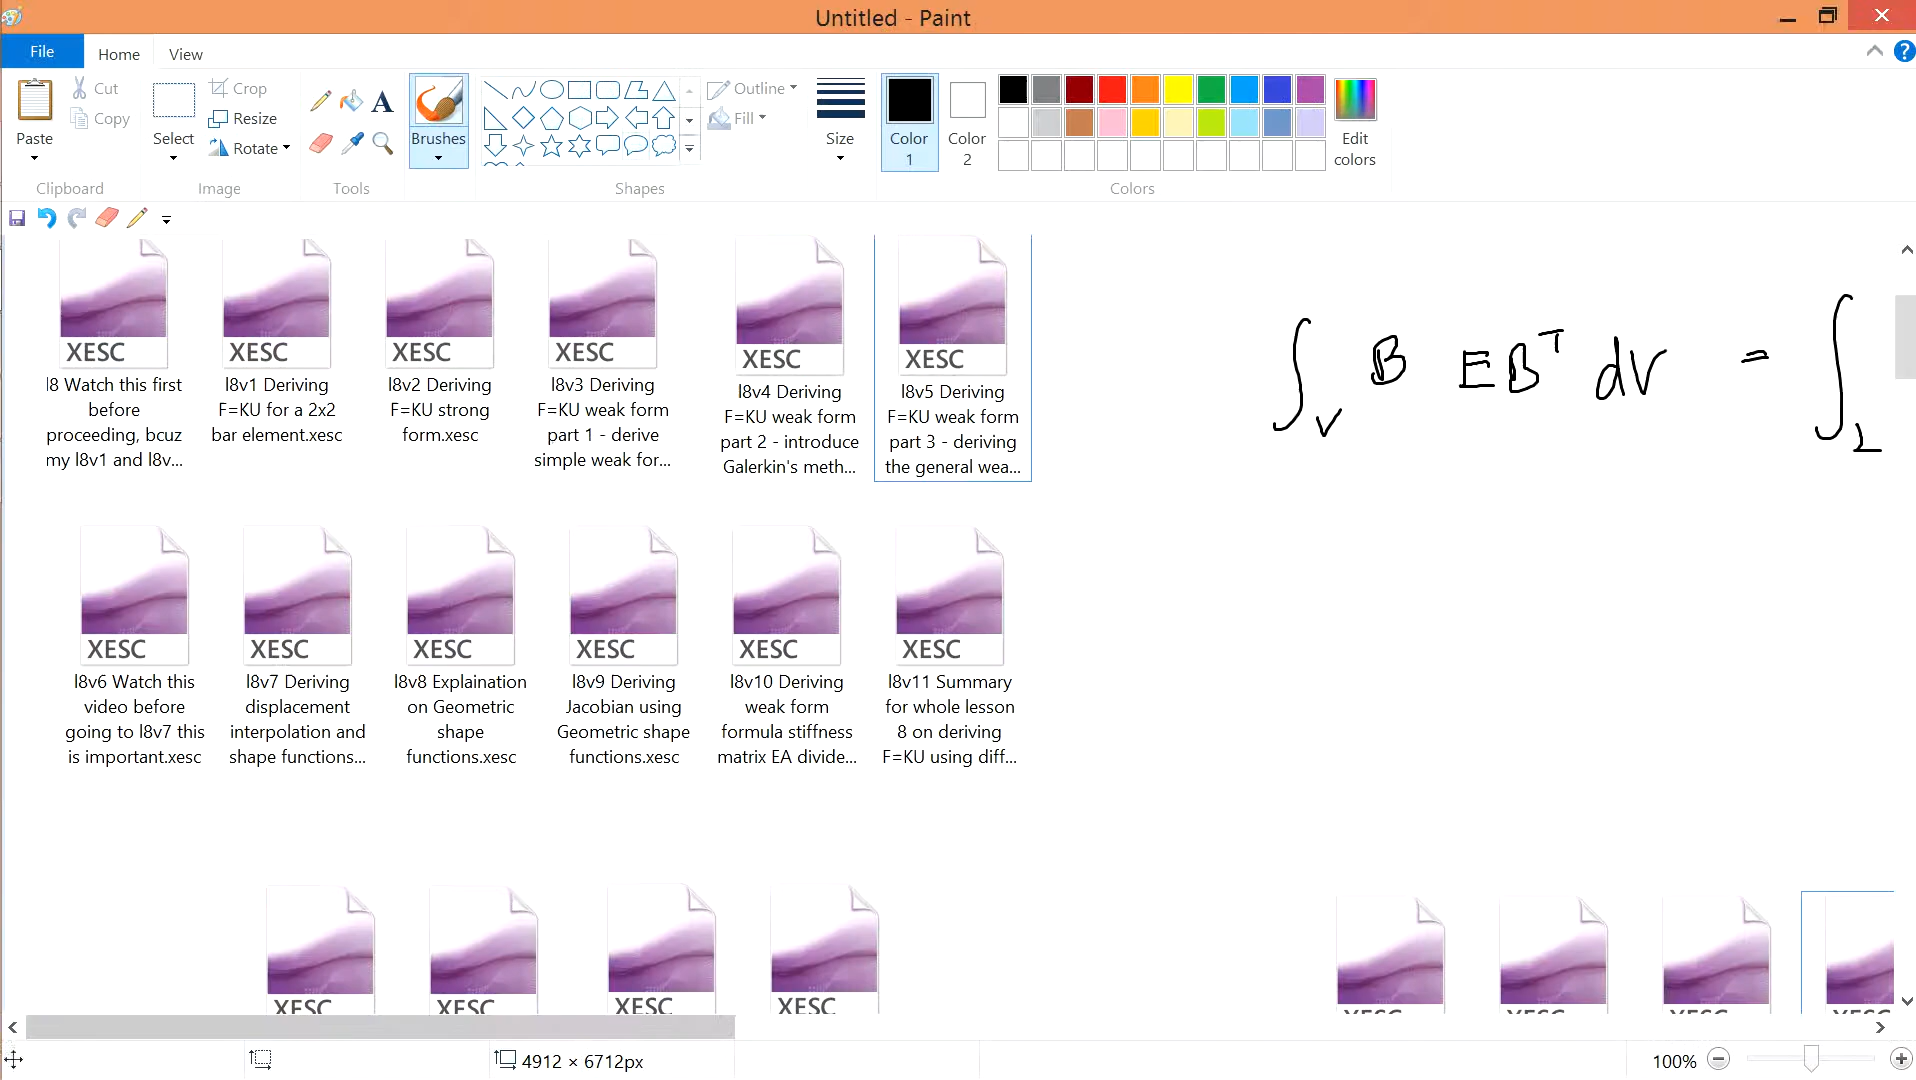 Untitled - Paint
File Home View
Paste
Cut
Copy
Clipboard
Select
Crop
Resize
Rotate
Image
Tools
Brushes
Shapes
Outline
Fill
Size
Color 1
Color 2
Edit colors
Colors
XESC
l8 Watch this first
before
proceeding, bcuz
my l8v1 and l8v...
XESC
l8v1 Deriving
F=KU for a 2x2
bar element.xesc
XESC
l8v2 Deriving
F=KU strong
form.xesc
XESC
l8v3 Deriving
F=KU weak form
part 1 - derive
simple weak for...
XESC
l8v4 Deriving
F=KU weak form
part 2 - introduce
Galerkin's meth...
XESC
l8v5 Deriving
F=KU weak form
part 3 - deriving
the general wea...
∫V B E Bᵀ dV = ∫L
XESC
l8v6 Watch this
video before
going to l8v7 this
is important.xesc
XESC
l8v7 Deriving
displacement
interpolation and
shape functions...
XESC
l8v8 Explaination
on Geometric
shape
functions.xesc
XESC
l8v9 Deriving
Jacobian using
Geometric shape
functions.xesc
XESC
l8v10 Deriving
weak form
formula stiffness
matrix EA divide...
XESC
l8v11 Summary
for whole lesson
8 on deriving
F=KU using diff...
XESC XESC XESC XESC XESC XESC XESC
4912 × 6712px
100%